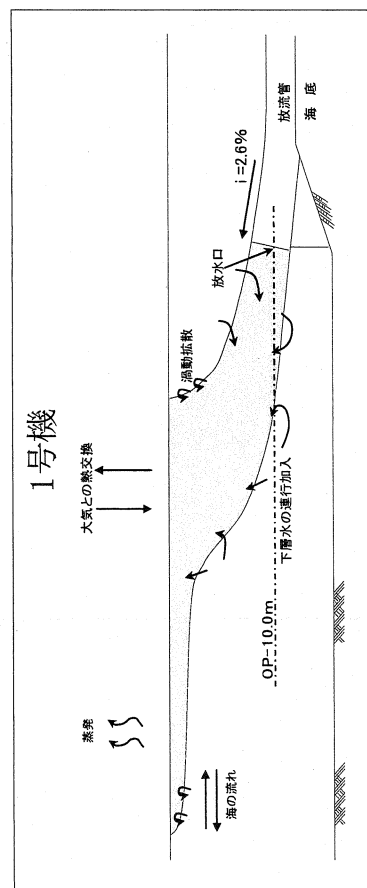 1号機
大気との熱交換
蒸発
渦動拡散
i=2.6%
放水口
放流管
海底
OP-10.0m
下層水の連行加入
海の流れ